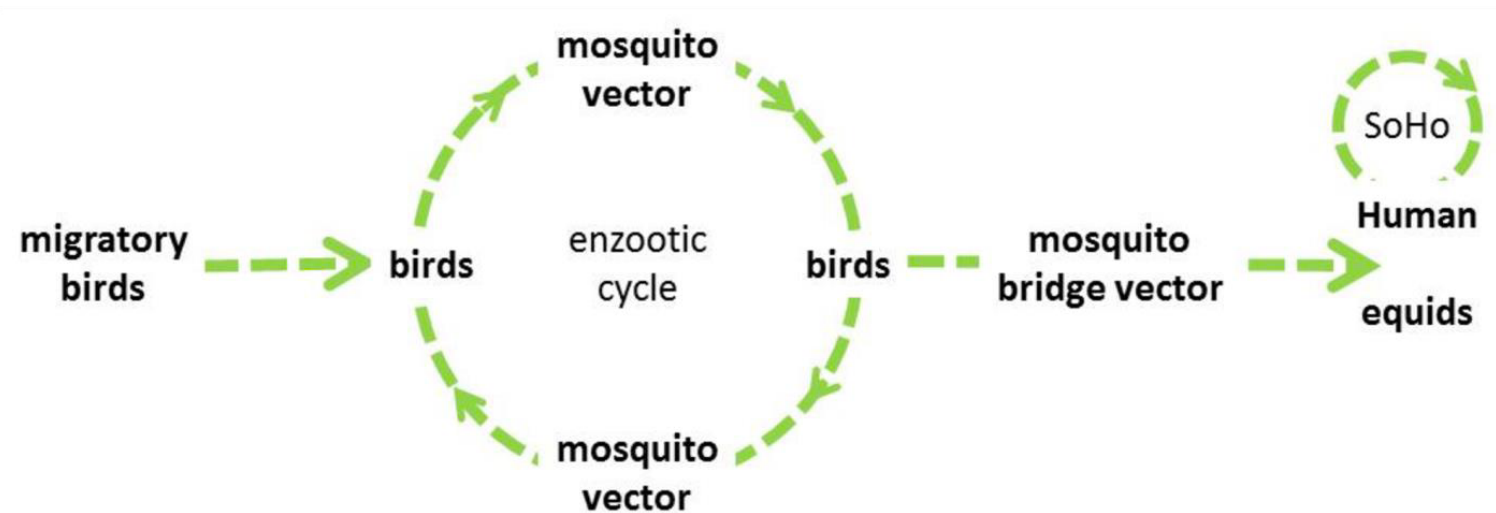 mosquito
vector
migratory
birds
birds
enzootic
cycle
birds
mosquito
bridge vector
SoHo
Human
equids
mosquito
vector